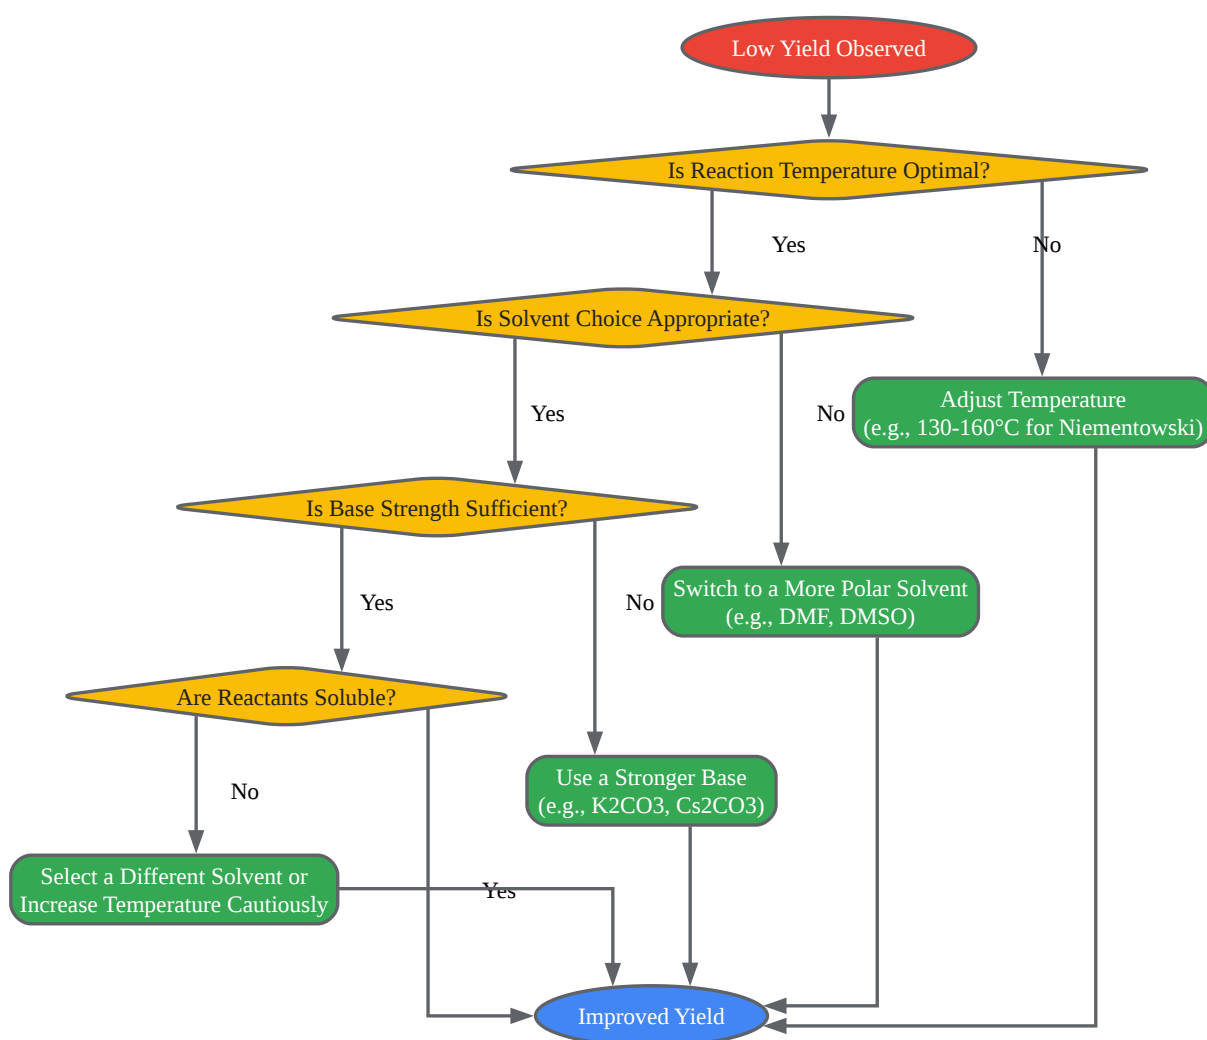 Low Yield Observed
Is Reaction Temperature Optimal?
Yes
No
Is Solvent Choice Appropriate?
Yes
No
Adjust Temperature
(e.g., 130-160°C for Niementowski)
Is Base Strength Sufficient?
Yes
No
Switch to a More Polar Solvent
(e.g., DMF, DMSO)
Are Reactants Soluble?
No
Use a Stronger Base
(e.g., K2CO3, Cs2CO3)
Select a Different Solvent or
Increase Temperature Cautiously
Yes
Improved Yield